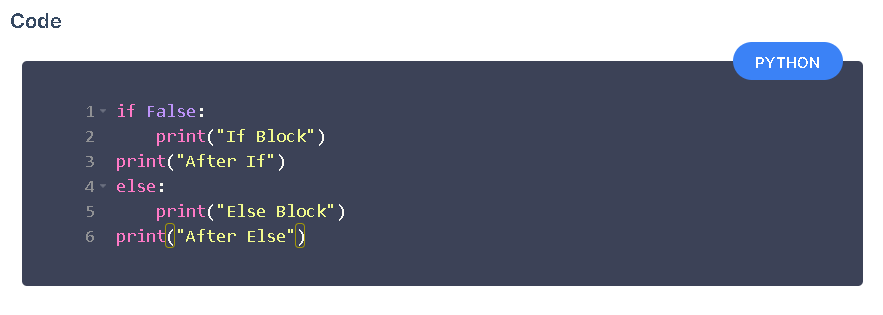 Code
PYTHON
1 if False:
2     print("If Block")
3 print("After If")
4 else:
5     print("Else Block")
6 print("After Else")